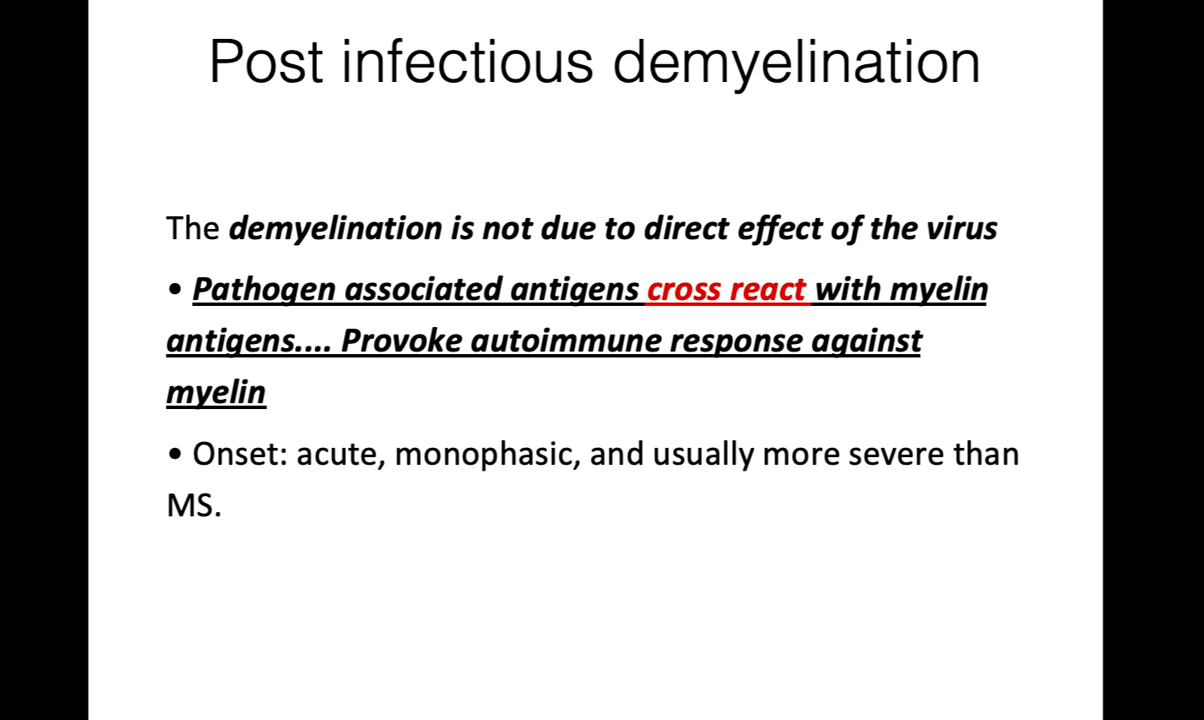 Post infectious demyelination
The demyelination is not due to direct effect of the virus
• Pathogen associated antigens cross react with myelin
antigens.... Provoke autoimmune response against
myelin
• Onset: acute, monophasic, and usually more severe than
MS.